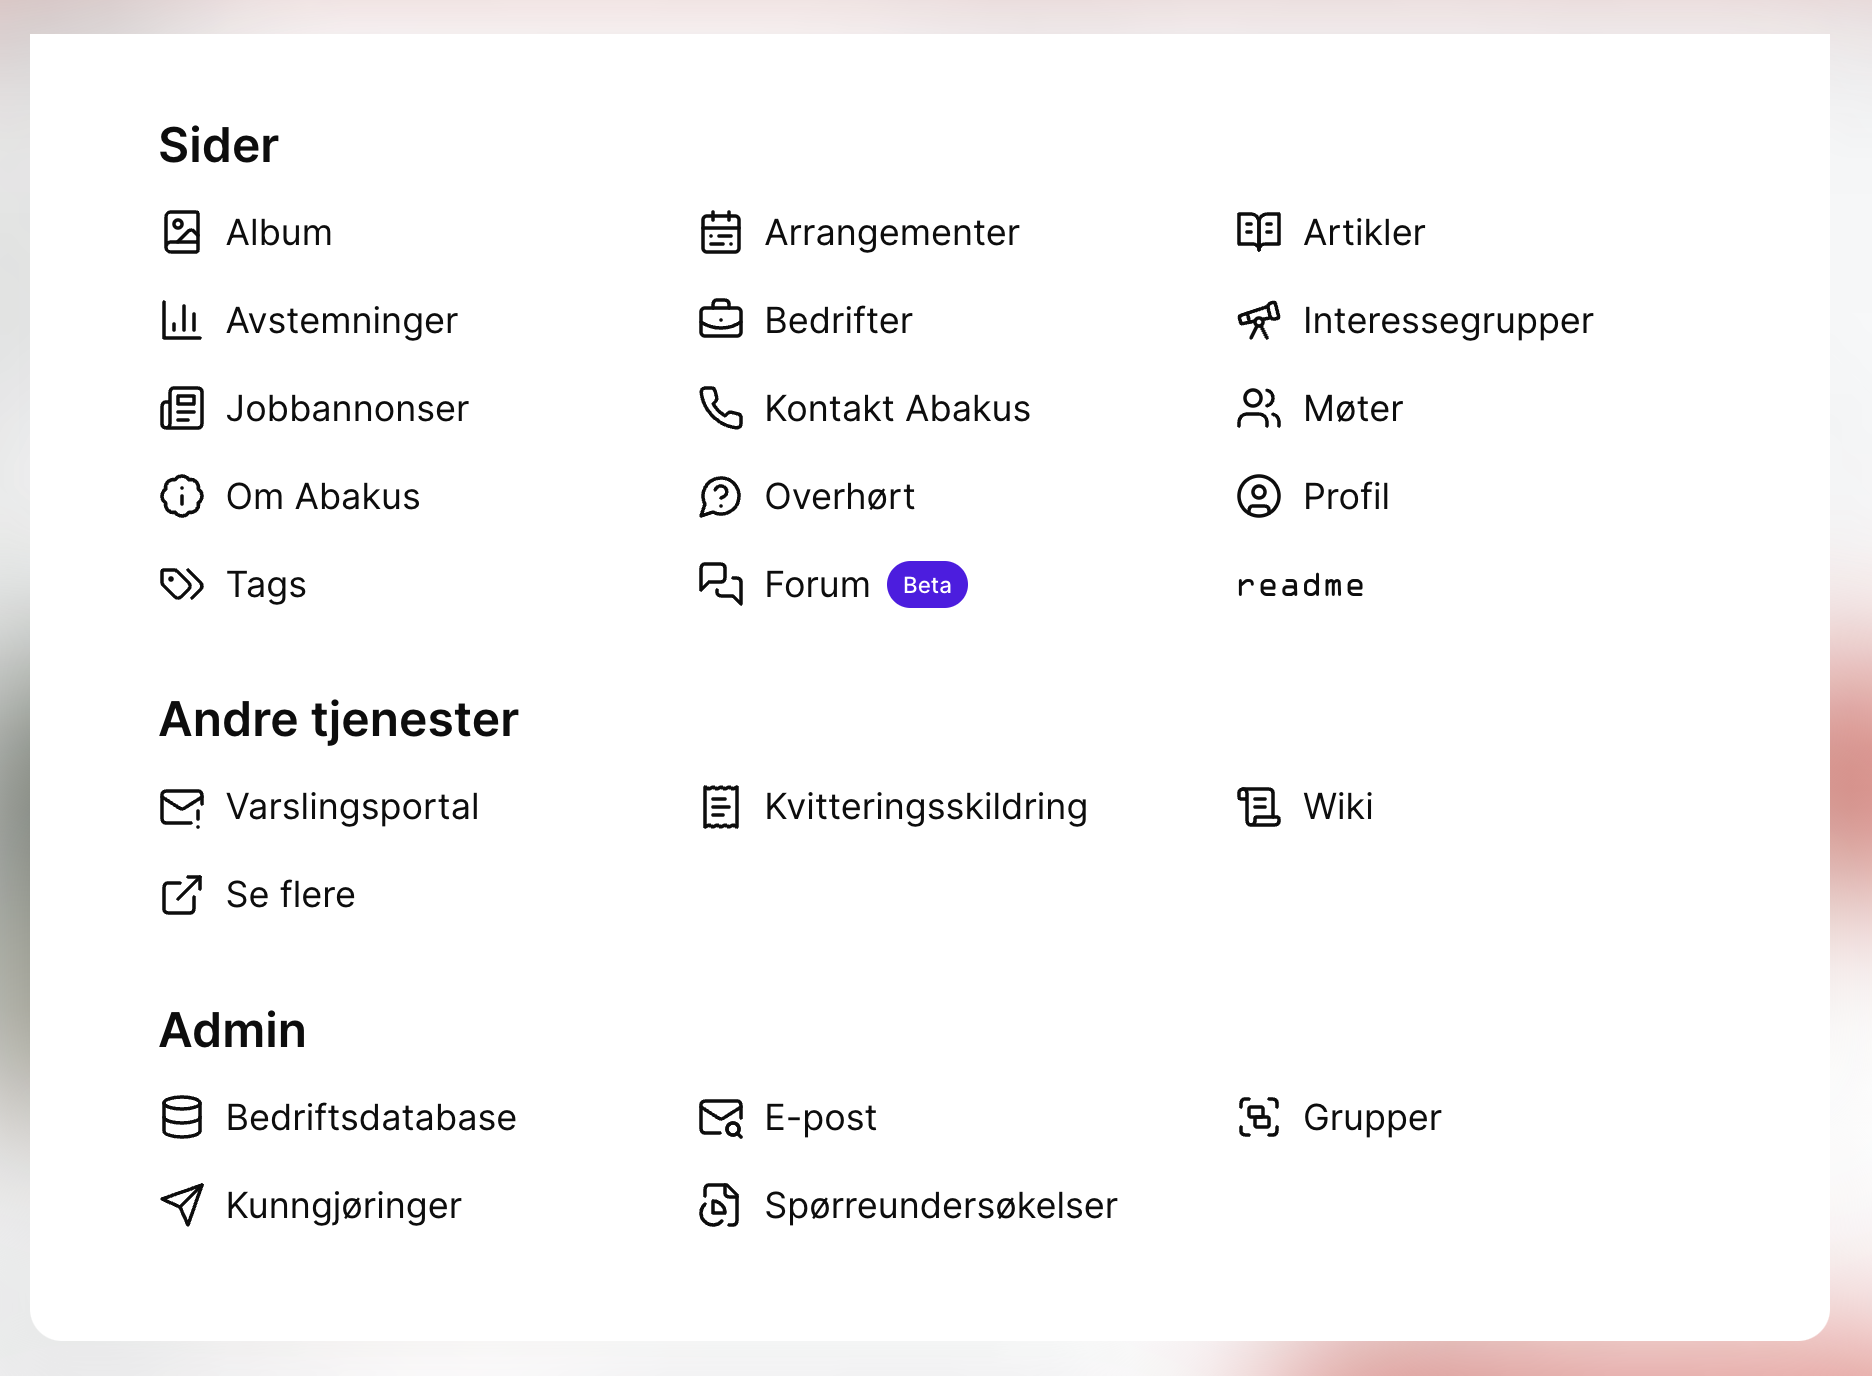 Sider
Album
Arrangementer
Artikler
Avstemninger
Bedrifter
Interessegrupper
Jobbannonser
Kontakt Abakus
Møter
Om Abakus
Overhørt
Profil
Tags
Forum Beta
readme
Andre tjenester
Varslingsportal
Kvitteringsskildring
Wiki
Se flere
Admin
Bedriftsdatabase
E-post
Grupper
Kunngjøringer
Spørreundersøkelser